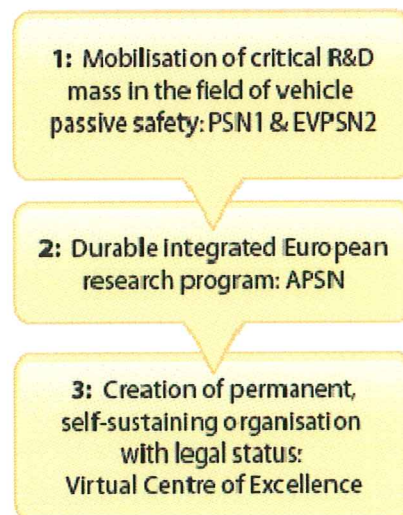 1: Mobilisation of critical R&D
mass in the field of vehicle
passive safety: PSN1 & EVPSN2
2: Durable integrated European
research program: APSN
3: Creation of permanent,
self-sustaining organisation
with legal status:
Virtual Centre of Excellence